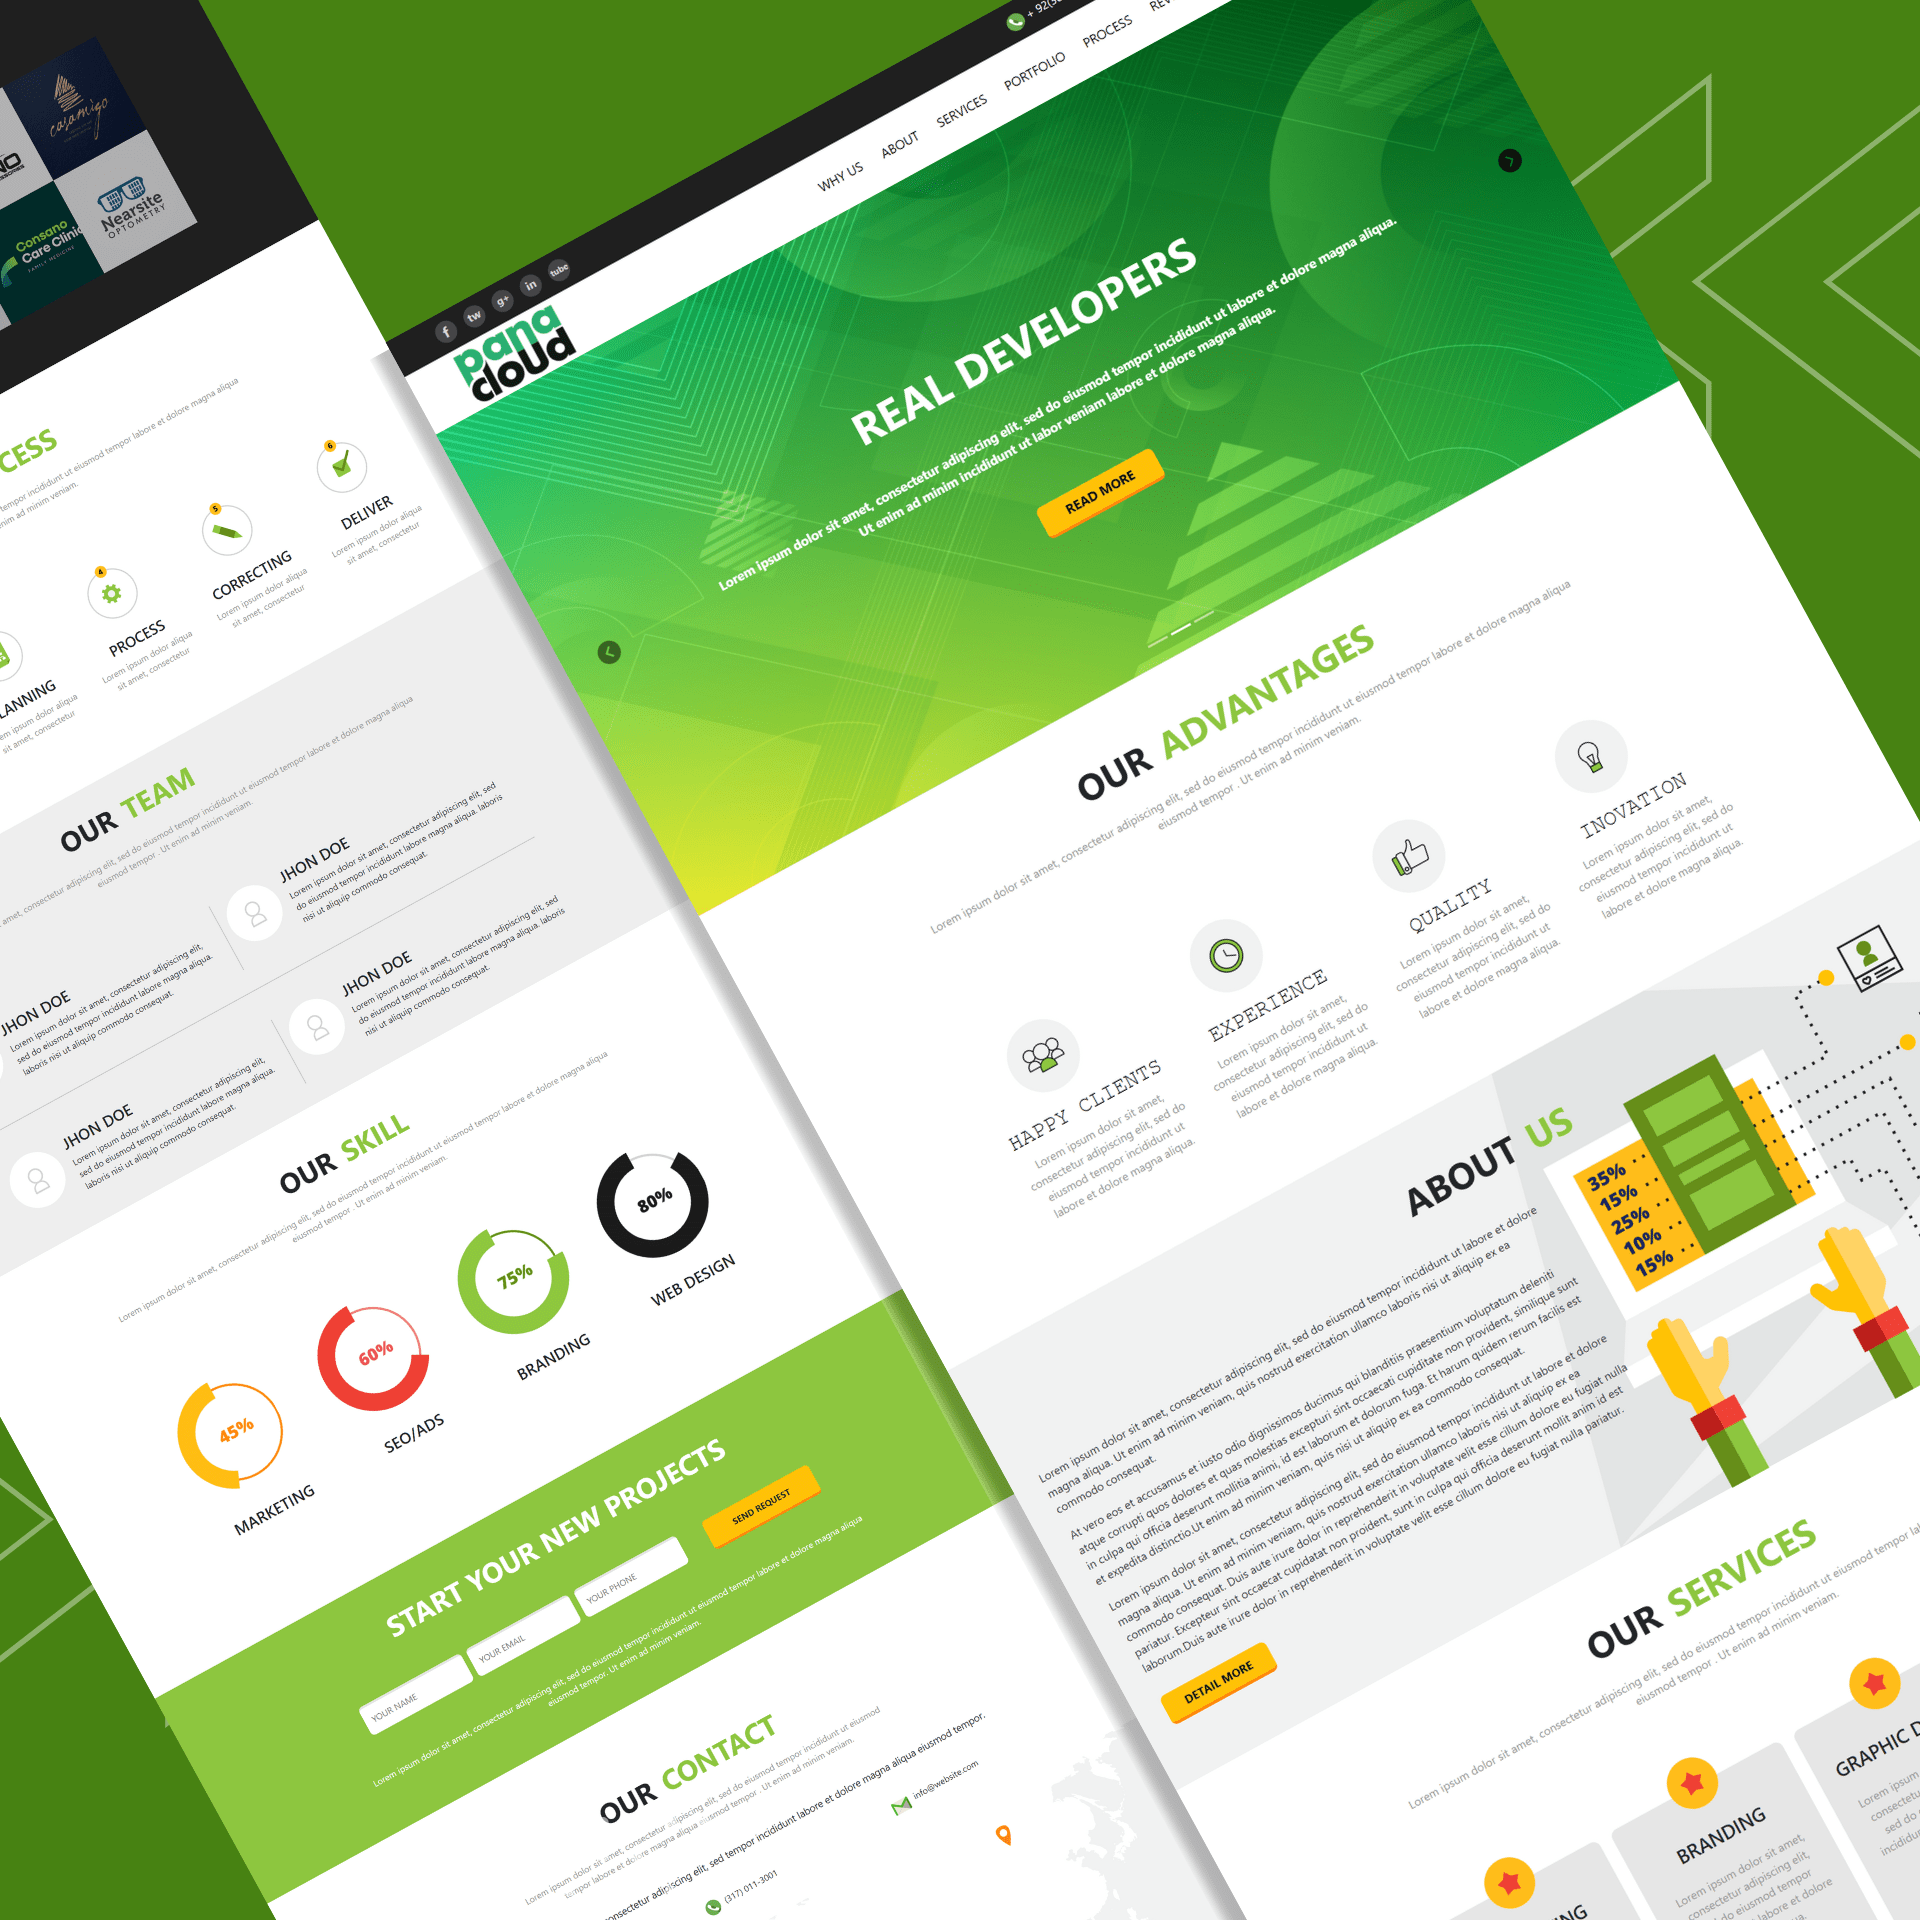 casamigo
Consano
Care Clinic
FAMILY MEDICINE
Nearsite
OPTOMETRY
CESS
tempor incididunt ut eiusmod tempor labore et dolore magna aliqua
enim ad minim veniam.
6
DELIVER
Lorem ipsum dolor aliqua
sit amet, consectetur
5
CORRECTING
Lorem ipsum dolor aliqua
sit amet, consectetur
4
PROCESS
Lorem ipsum dolor aliqua
sit amet, consectetur
LANNING
ipsum dolor aliqua
sit amet, consectetur
OUR TEAM
amet, consectetur adipiscing elit, sed do eiusmod tempor incididunt ut eiusmod tempor labore et dolore magna aliqua
eiusmod tempor . Ut enim ad minim veniam.
JHON DOE
Lorem ipsum dolor sit amet, consectetur adipiscing elit, sed
do eiusmod tempor incididunt labore magna aliqua. laboris
nisi ut aliquip commodo consequat.
JHON DOE
Lorem ipsum dolor sit amet, consectetur adipiscing elit,
sed do eiusmod tempor incididunt labore magna aliqua.
laboris nisi ut aliquip commodo consequat.
JHON DOE
Lorem ipsum dolor sit amet, consectetur adipiscing elit, sed
do eiusmod tempor incididunt labore magna aliqua. laboris
nisi ut aliquip commodo consequat.
JHON DOE
Lorem ipsum dolor sit amet, consectetur adipiscing elit,
sed do eiusmod tempor incididunt labore magna aliqua.
laboris nisi ut aliquip commodo consequat.
OUR SKILL
Lorem ipsum dolor sit amet, consectetur adipiscing elit, sed do eiusmod tempor incididunt ut eiusmod tempor labore et dolore magna aliqua
eiusmod tempor . Ut enim ad minim veniam.
45%
MARKETING
60%
SEO/ADS
75%
BRANDING
80%
WEB DESIGN
START YOUR NEW PROJECTS
YOUR NAME
YOUR EMAIL
YOUR PHONE
SEND REQUEST
Lorem ipsum dolor sit amet, consectetur adipiscing elit, sed do eiusmod tempor incididunt ut eiusmod tempor labore et dolore magna aliqua
eiusmod tempor. Ut enim ad minim veniam.
OUR CONTACT
Lorem ipsum dolor sit amet, consectetur adipiscing elit, sed do eiusmod tempor incididunt ut eiusmod
tempor labore et dolore magna aliqua eiusmod tempor . Ut enim ad minim veniam.
consectetur adipiscing elit, sed tempor incididunt labore et dolore magna aliqua eiusmod tempor.
(317) 011-3001
info@website.com
f
tw
g+
in
tube
+ 92(3
pana
cloud
WHY US
ABOUT
SERVICES
PORTFOLIO
PROCESS
REV
REAL DEVELOPERS
Lorem ipsum dolor sit amet, consectetur adipiscing elit, sed do eiusmod tempor incididunt ut labore et dolore magna aliqua.
Ut enim ad minim incididunt ut labor veniam labore et dolore magna aliqua.
READ MORE
OUR ADVANTAGES
Lorem ipsum dolor sit amet, consectetur adipiscing elit, sed do eiusmod tempor incididunt ut eiusmod tempor labore et dolore magna aliqua
eiusmod tempor . Ut enim ad minim veniam.
HAPPY CLIENTS
Lorem ipsum dolor sit amet,
consectetur adipiscing elit, sed do
eiusmod tempor incididunt ut
labore et dolore magna aliqua.
EXPERIENCE
Lorem ipsum dolor sit amet,
consectetur adipiscing elit, sed do
eiusmod tempor incididunt ut
labore et dolore magna aliqua.
QUALITY
Lorem ipsum dolor sit amet,
consectetur adipiscing elit, sed do
eiusmod tempor incididunt ut
labore et dolore magna aliqua.
INOVATION
Lorem ipsum dolor sit amet,
consectetur adipiscing elit, sed do
eiusmod tempor incididunt ut
labore et dolore magna aliqua.
ABOUT US
Lorem ipsum dolor sit amet, consectetur adipiscing elit, sed do eiusmod tempor incididunt ut labore et dolore
magna aliqua. Ut enim ad minim veniam, quis nostrud exercitation ullamco laboris nisi ut aliquip ex ea
commodo consequat.
At vero eos et accusamus et iusto odio dignissimos ducimus qui blanditiis praesentium voluptatum deleniti
atque corrupti quos dolores et quas molestias excepturi sint occaecati cupiditate non provident, similique sunt
in culpa qui officia deserunt mollitia animi, id est laborum et dolorum fuga. Et harum quidem rerum facilis est
et expedita distinctio.Ut enim ad minim veniam, quis nisi ut aliquip ex ea commodo consequat.
Lorem ipsum dolor sit amet, consectetur adipiscing elit, sed do eiusmod tempor incididunt ut labore et dolore
magna aliqua. Ut enim ad minim veniam, quis nostrud exercitation ullamco laboris nisi ut aliquip ex ea
commodo consequat. Duis aute irure dolor in reprehenderit in voluptate velit esse cillum dolore eu fugiat nulla
pariatur. Excepteur sint occaecat cupidatat non proident, sunt in culpa qui officia deserunt mollit anim id est
laborum.Duis aute irure dolor in reprehenderit in voluptate velit esse cillum dolore eu fugiat nulla pariatur.
DETAIL MORE
35%
15%
25%
10%
15%
OUR SERVICES
Lorem ipsum dolor sit amet, consectetur adipiscing elit, sed do eiusmod tempor incididunt ut eiusmod tempor
eiusmod tempor . Ut enim ad minim veniam.
BRANDING
Lorem ipsum dolor sit amet,
consectetur adipiscing elit,
sed do eiusmod tempor
incididunt ut labore et dolore
GRAPHIC D
Lorem ipsum
consectetur
sed do
incididunt
NG